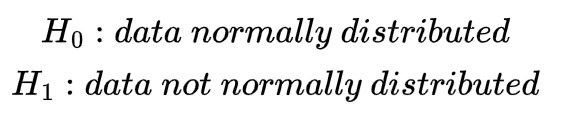 H₀ : data normally distributed
H₁ : data not normally distributed